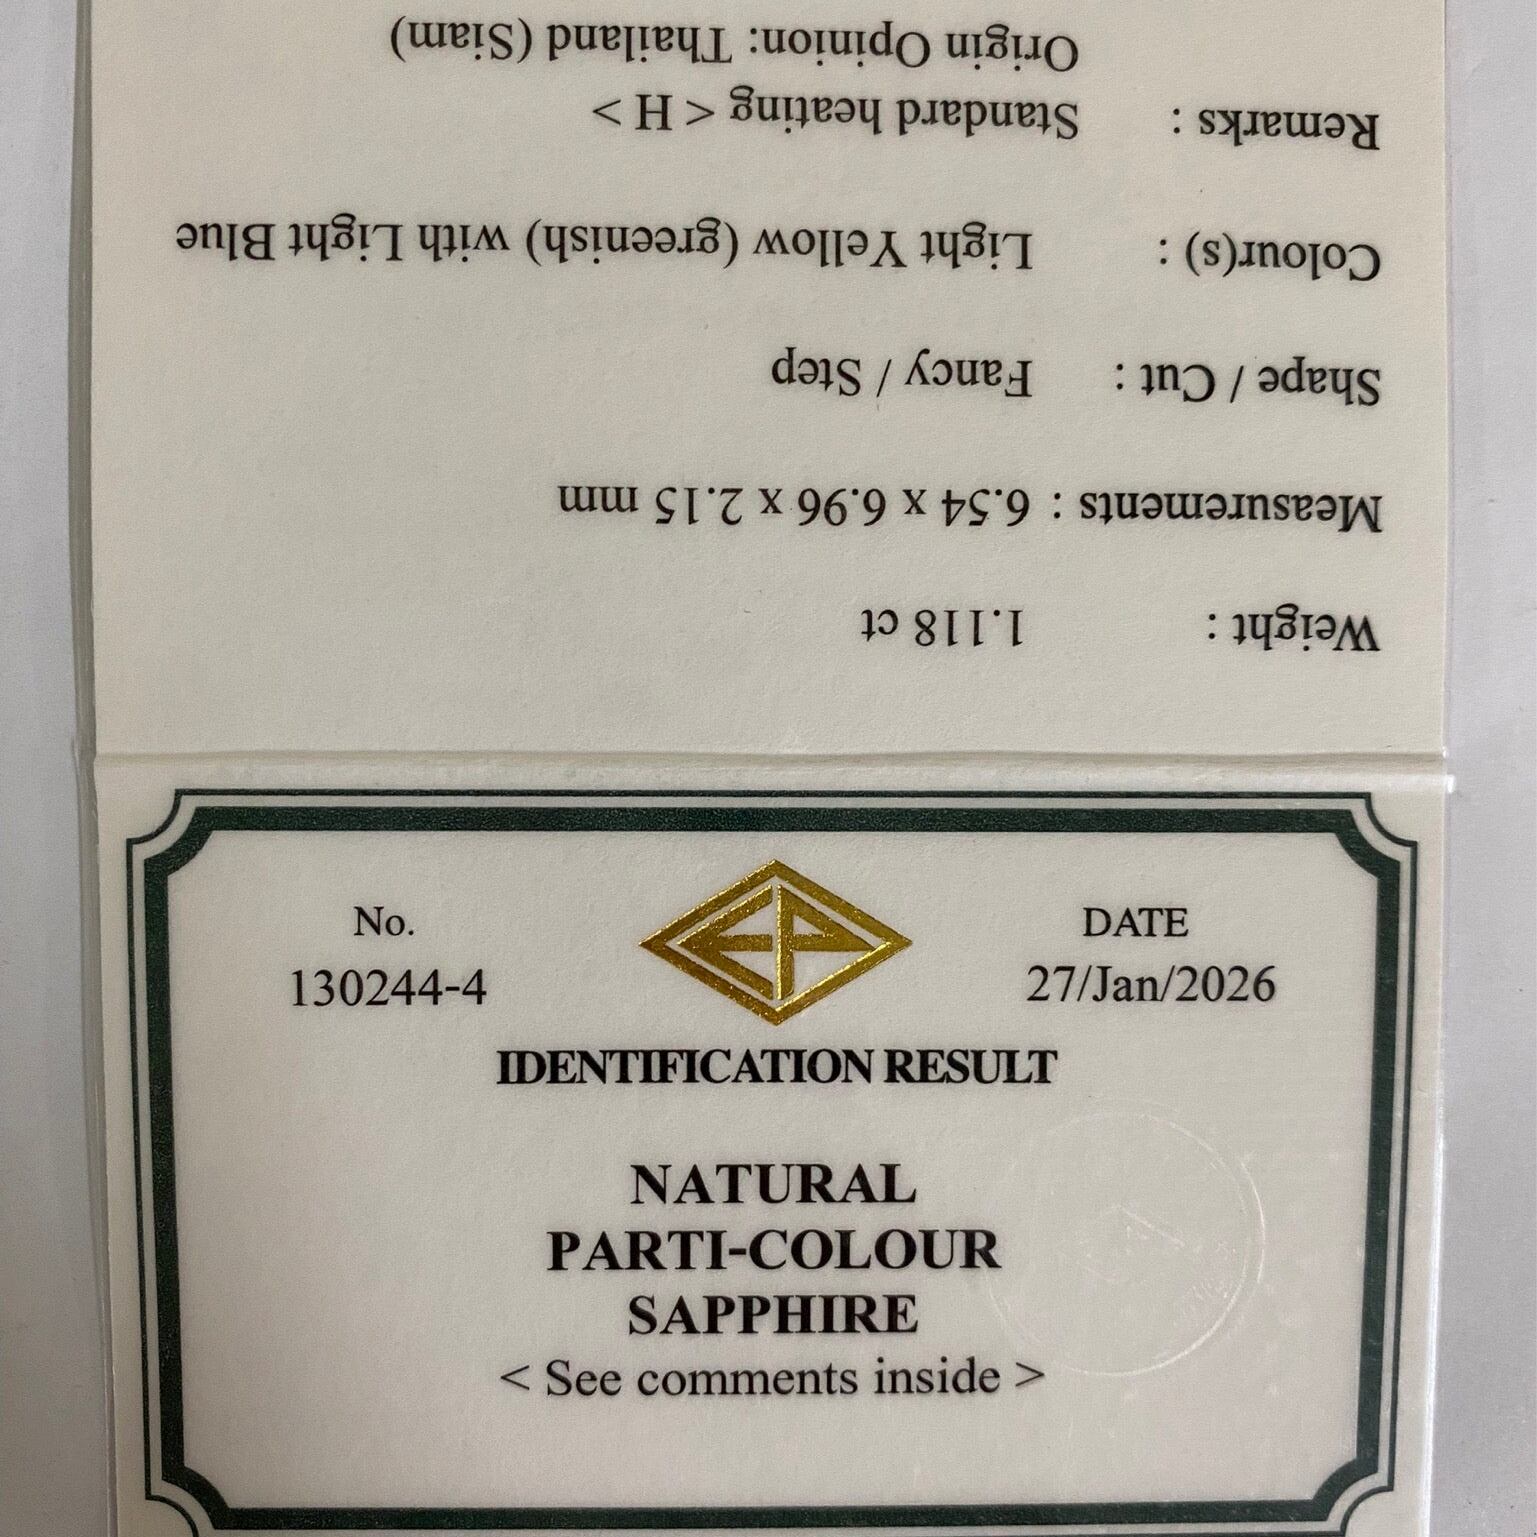 No.
130244-4
EP
DATE
27/Jan/2026
IDENTIFICATION RESULT
NATURAL
PARTI-COLOUR
SAPPHIRE
< See comments inside >
Weight : 1.118 ct
Measurements : 6.54 x 6.96 x 2.15 mm
Shape / Cut : Fancy / Step
Colour(s) : Light Yellow (greenish) with Light Blue
Remarks : Standard heating < H >
Origin Opinion: Thailand (Siam)